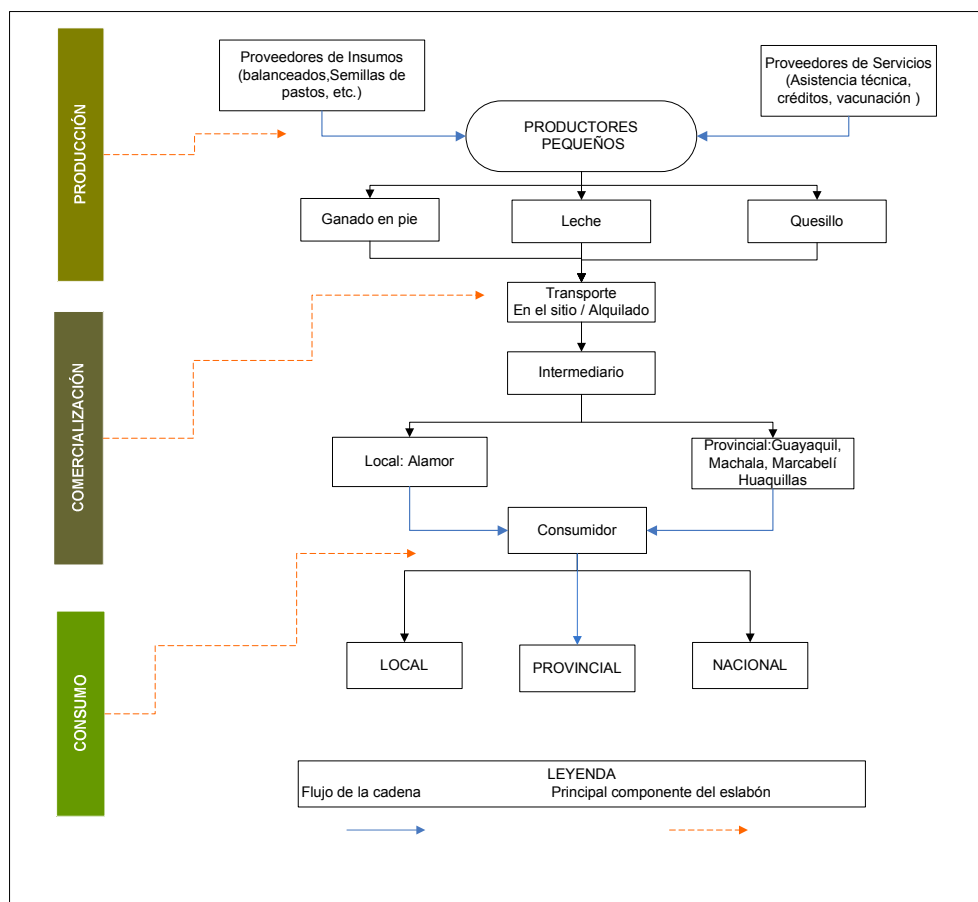 Proveedores de Insumos
(balanceados,Semillas de
pastos, etc.)
Proveedores de Servicios
(Asistencia técnica,
créditos, vacunación )
PRODUCCIÓN
PRODUCTORES
PEQUEÑOS
Ganado en pie
Leche
Quesillo
Transporte
En el sitio / Alquilado
COMERCIALIZACIÓN
Intermediario
Local: Alamor
Provincial:Guayaquil,
Machala, Marcabelí
Huaquillas
Consumidor
CONSUMO
LOCAL
PROVINCIAL
NACIONAL
LEYENDA
Flujo de la cadena Principal componente del eslabón